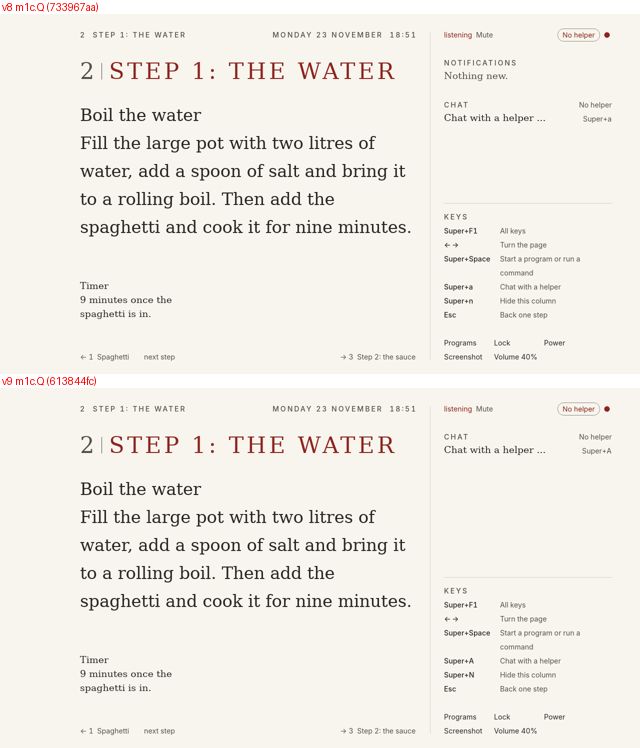 v8 m1c.Q (733967aa)
2 STEP 1: THE WATER
MONDAY 23 NOVEMBER 18:51
2 STEP 1: THE WATER
Boil the water
Fill the large pot with two litres of
water, add a spoon of salt and bring it
to a rolling boil. Then add the
spaghetti and cook it for nine minutes.
Timer
9 minutes once the
spaghetti is in.
← 1 Spaghetti next step
→ 3 Step 2: the sauce
listening Mute
No helper
NOTIFICATIONS
Nothing new.
CHAT No helper
Chat with a helper ... Super+a
KEYS
Super+F1 All keys
← → Turn the page
Super+Space Start a program or run a
command
Super+a Chat with a helper
Super+n Hide this column
Esc Back one step
Programs Lock Power
Screenshot Volume 40%
v9 m1c.Q (613844fc)
2 STEP 1: THE WATER
MONDAY 23 NOVEMBER 18:51
2 STEP 1: THE WATER
Boil the water
Fill the large pot with two litres of
water, add a spoon of salt and bring it
to a rolling boil. Then add the
spaghetti and cook it for nine minutes.
Timer
9 minutes once the
spaghetti is in.
← 1 Spaghetti next step
→ 3 Step 2: the sauce
listening Mute
No helper
CHAT No helper
Chat with a helper ... Super+A
KEYS
Super+F1 All keys
← → Turn the page
Super+Space Start a program or run a
command
Super+A Chat with a helper
Super+N Hide this column
Esc Back one step
Programs Lock Power
Screenshot Volume 40%